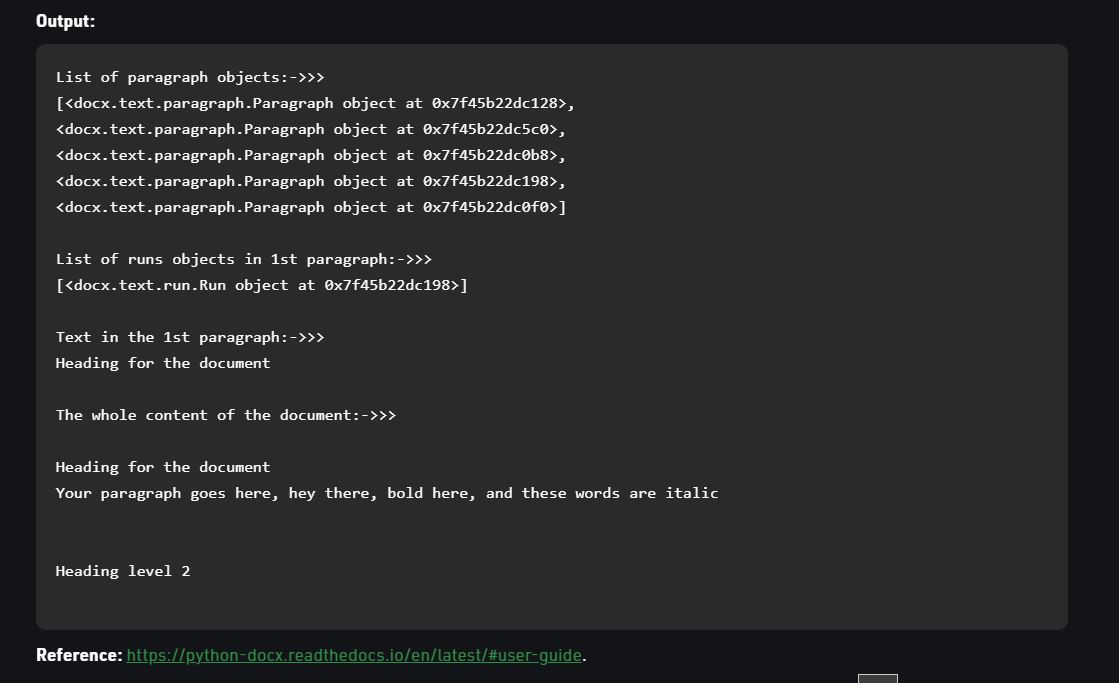 Output:
List of paragraph objects:->>>
[<docx.text.paragraph.Paragraph object at 0x7f45b22dc128>,
<docx.text.paragraph.Paragraph object at 0x7f45b22dc5c0>,
<docx.text.paragraph.Paragraph object at 0x7f45b22dc0b8>,
<docx.text.paragraph.Paragraph object at 0x7f45b22dc198>,
<docx.text.paragraph.Paragraph object at 0x7f45b22dc0f0>]
List of runs objects in 1st paragraph:->>>
[<docx.text.run.Run object at 0x7f45b22dc198>]
Text in the 1st paragraph:->>>
Heading for the document
The whole content of the document:->>>
Heading for the document
Your paragraph goes here, hey there, bold here, and these words are italic
Heading level 2
Reference: https://python-docx.readthedocs.io/en/latest/#user-guide.